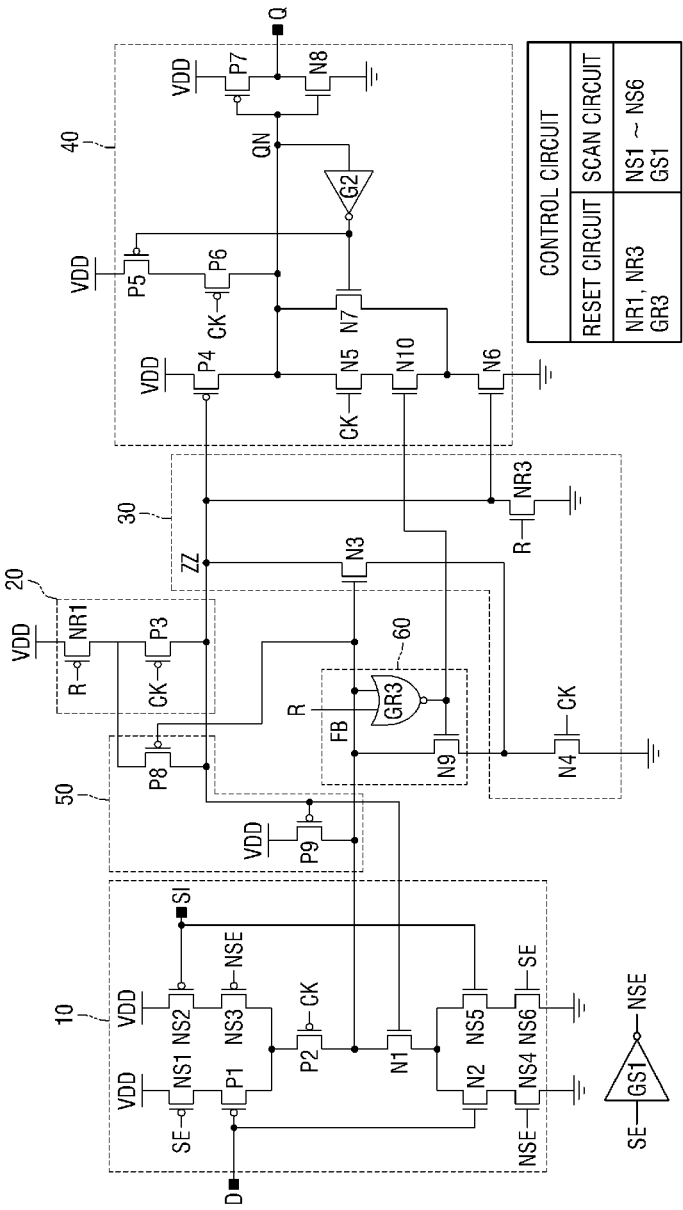 10
20
30
40
50
60
VDD
NS1
SE
P1
D
VDD
NS2
SI
NS3
NSE
P2
CK
N1
N2
NS5
NSE
NS4
NS6
SE
SE
GS1
NSE
VDD
P9
P8
VDD
R
NR1
CK
P3
ZZ
R
FB
GR3
N9
N3
N4
CK
R
NR3
VDD
P4
VDD
P5
CK
P6
QN
G2
VDD
P7
N8
Q
CK
N5
N7
N10
N6
CONTROL CIRCUIT
RESET CIRCUIT
SCAN CIRCUIT
NR1, NR3
GR3
NS1 ~ NS6
GS1